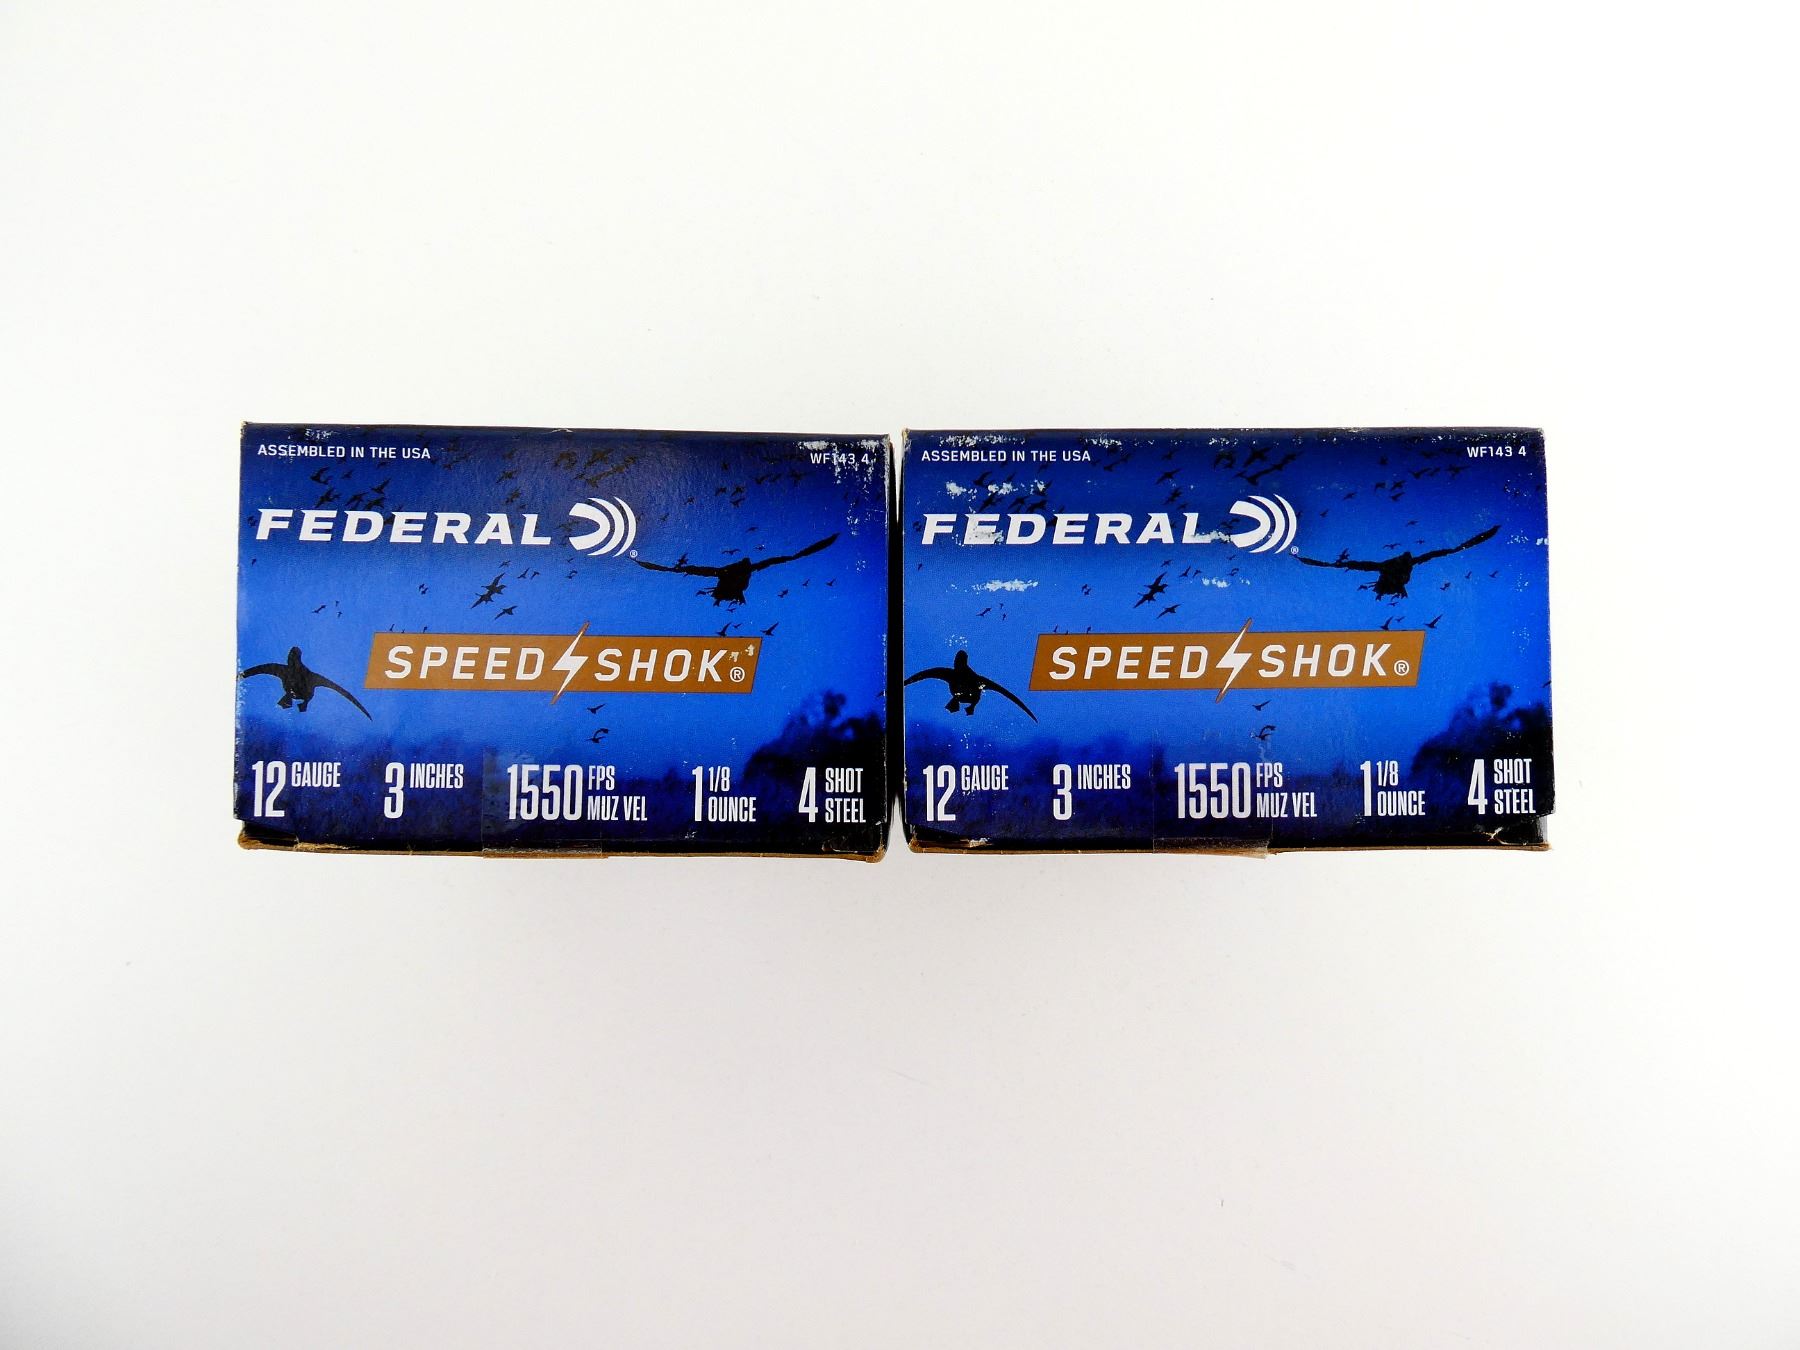 ASSEMBLED IN THE USA
WF143 4
FEDERAL®
SPEED SHOK®
12 GAUGE
3 INCHES
1550 FPS
MUZ VEL
1 1/8
OUNCE
4 SHOT
STEEL
ASSEMBLED IN THE USA
WF143 4
FEDERAL®
SPEED SHOK®
12 GAUGE
3 INCHES
1550 FPS
MUZ VEL
1 1/8
OUNCE
4 SHOT
STEEL